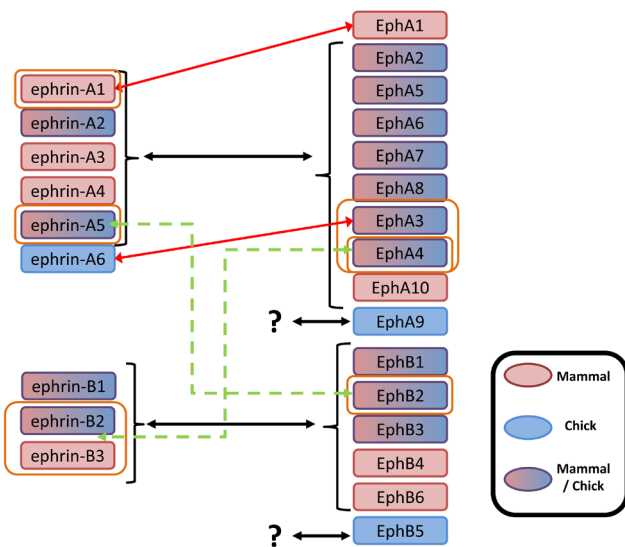 EphA1
EphA2
ephrin-A1
EphA5
ephrin-A2
EphA6
ephrin-A3
EphA7
ephrin-A4
EphA8
ephrin-A5
EphA3
ephrin-A6
EphA4
EphA10
?
EphA9
EphB1
ephrin-B1
EphB2
ephrin-B2
EphB3
ephrin-B3
EphB4
EphB6
?
EphB5
Mammal
Chick
Mammal
/ Chick